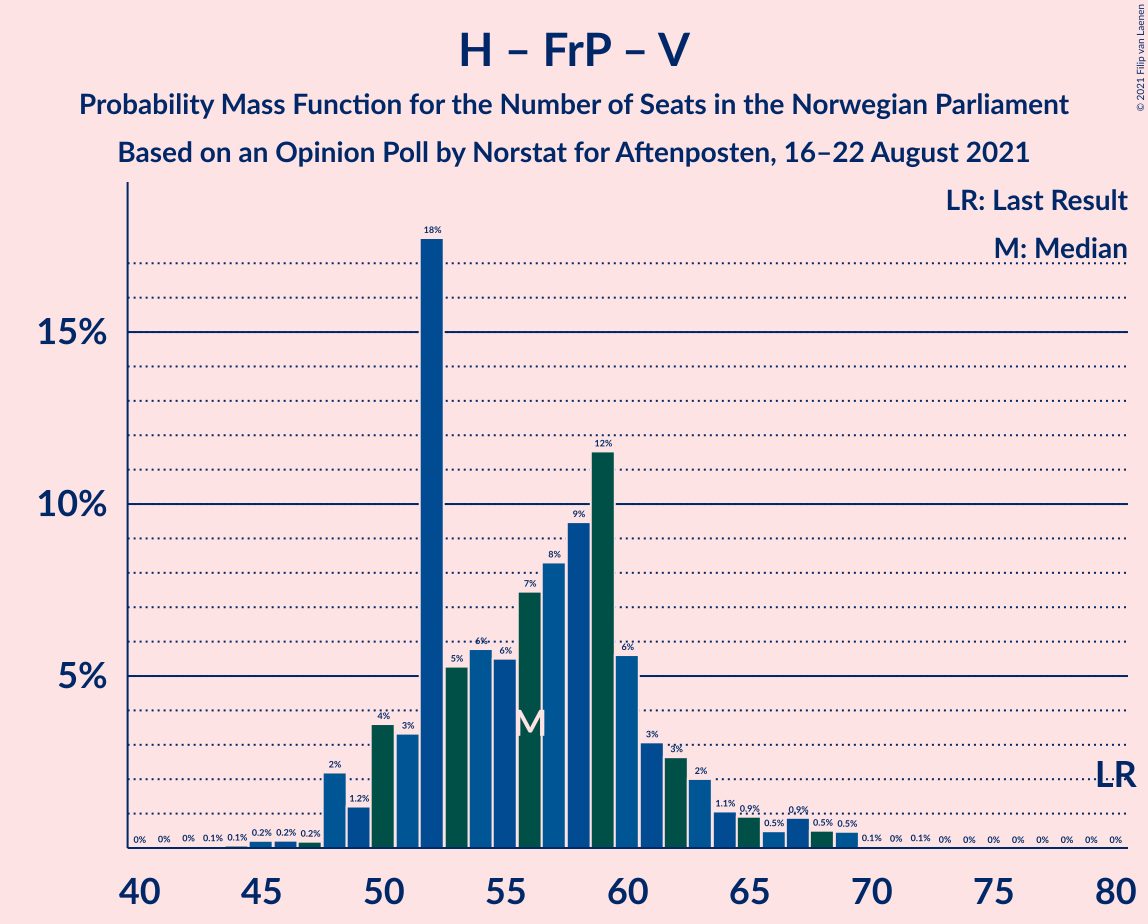 H – FrP – V
Probability Mass Function for the Number of Seats in the Norwegian Parliament
Based on an Opinion Poll by Norstat for Aftenposten, 16–22 August 2021
© 2021 Filip van Laenen
LR: Last Result
M: Median
15%
10%
5%
0% 0% 0% 0.1% 0.1% 0.2% 0.2% 0.2% 2% 1.2% 4% 3% 18% 5% 6% 6% 7% 8% 9% 12% 6% 3% 3% 2% 1.1% 0.9% 0.5% 0.9% 0.5% 0.5% 0.1% 0% 0.1% 0% 0% 0% 0% 0% 0% 0% 0%
M
LR
40 45 50 55 60 65 70 75 80